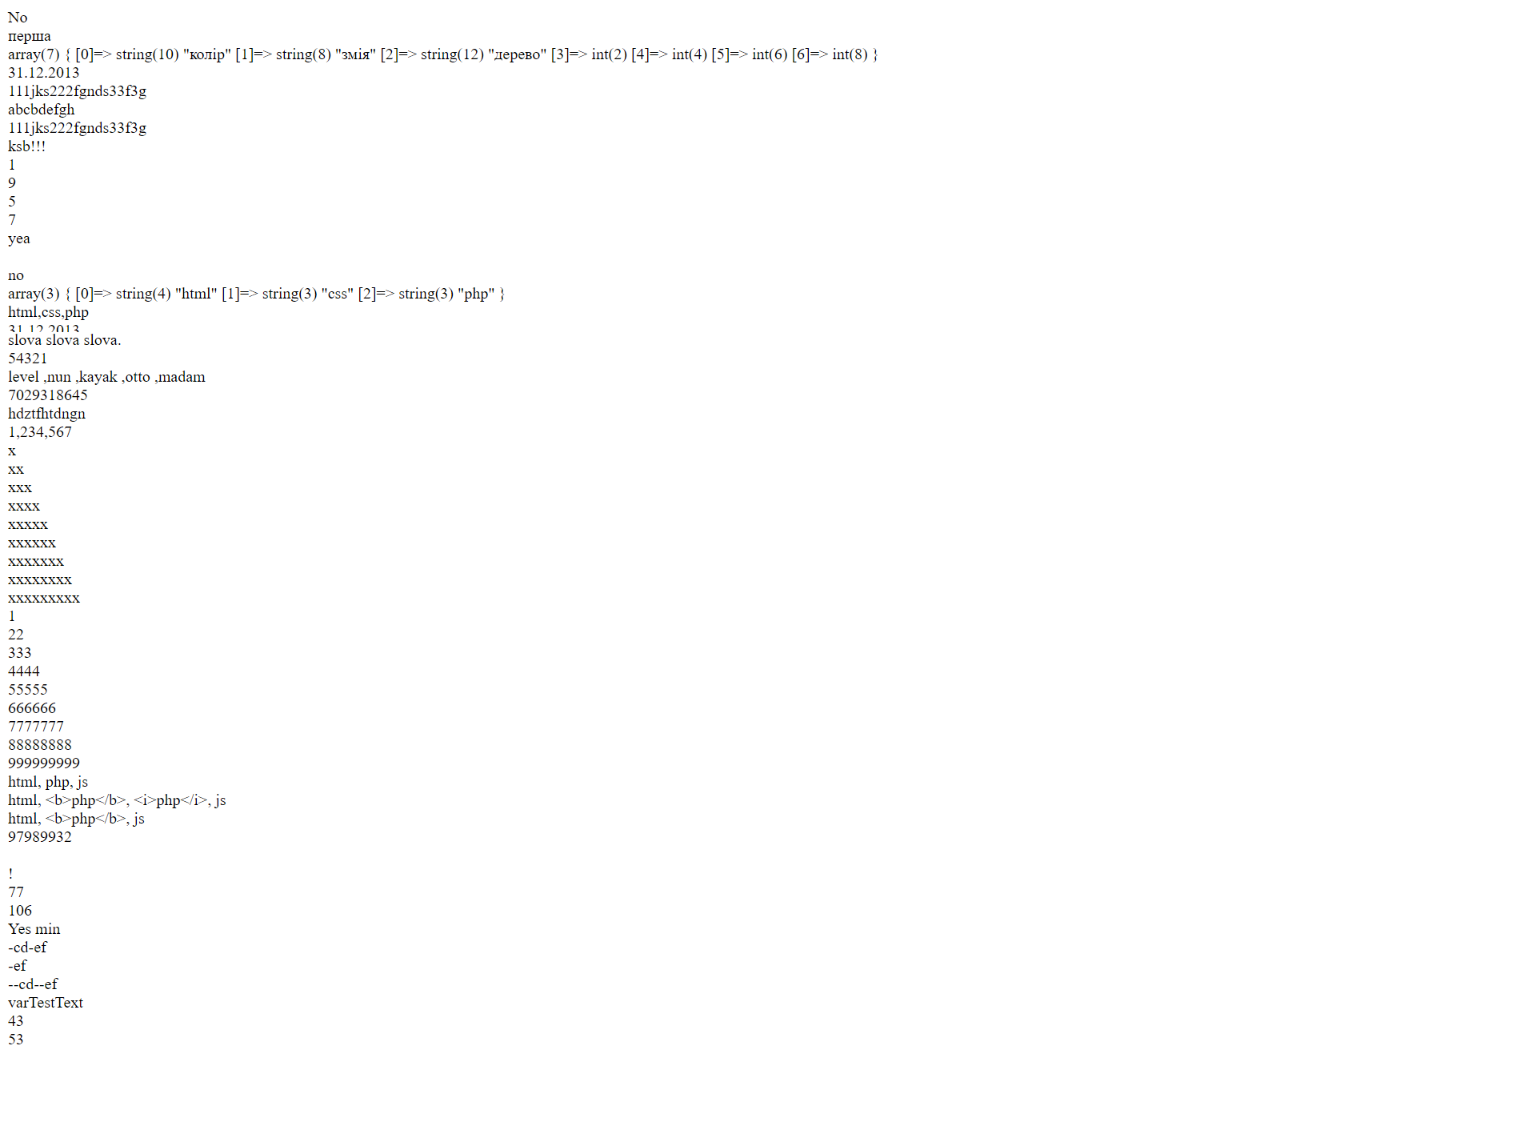 No
перша
array(7) { [0]=> string(10) "колір" [1]=> string(8) "змія" [2]=> string(12) "дерево" [3]=> int(2) [4]=> int(4) [5]=> int(6) [6]=> int(8) }
31.12.2013
111jks222fgnds33f3g
abcbdefgh
111jks222fgnds33f3g
ksb!!!
1
9
5
7
yea
no
array(3) { [0]=> string(4) "html" [1]=> string(3) "css" [2]=> string(3) "php" }
html,css,php
31.12.2013
slova slova slova.
54321
level ,nun ,kayak ,otto ,madam
7029318645
hdztfhtdngn
1,234,567
x
xx
xxx
xxxx
xxxxx
xxxxxx
xxxxxxx
xxxxxxxx
xxxxxxxxx
1
22
333
4444
55555
666666
7777777
88888888
999999999
html, php, js
html, <b>php</b>, <i>php</i>, js
html, <b>php</b>, js
97989932
!
77
106
Yes min
-cd-ef
-ef
--cd--ef
varTestText
43
53